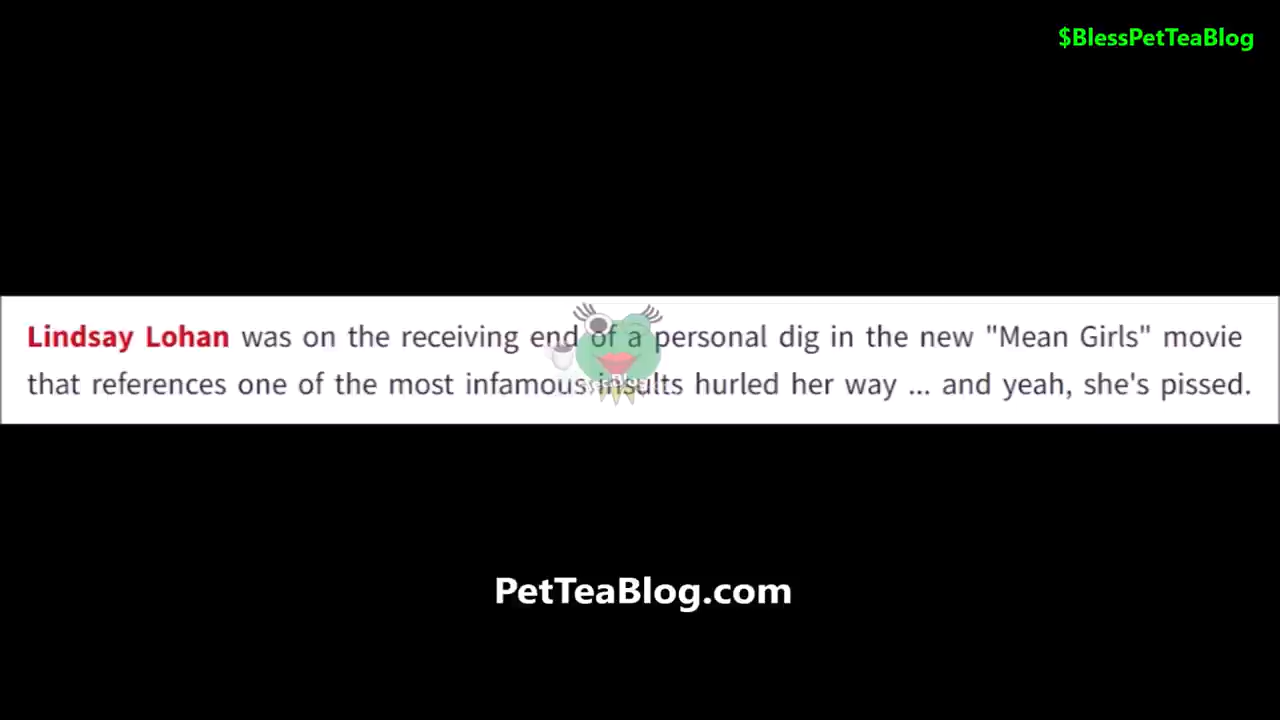 $BlessPetTeaBlog
Lindsay Lohan was on the receiving end of a personal dig in the new "Mean Girls" movie
that references one of the most infamous insults hurled her way ... and yeah, she's pissed.
PetTeaBlog.com